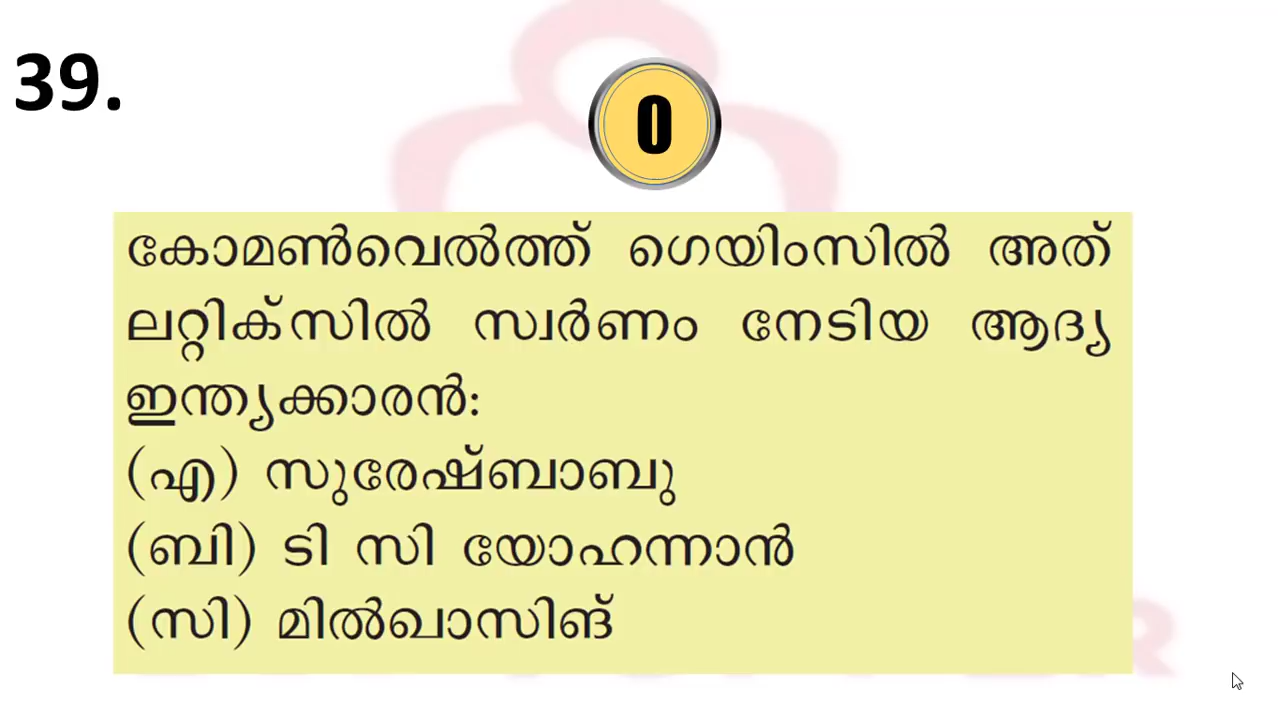 39.
0
കോമൺവെൽത്ത് ഗെയിംസിൽ അത്
ലറ്റിക്സിൽ സ്വർണം നേടിയ ആദ്യ
ഇന്ത്യക്കാരൻ:
(എ) സുരേഷ്ബാബു
(ബി) ടി സി യോഹന്നാൻ
(സി) മിൽഖാസിങ്